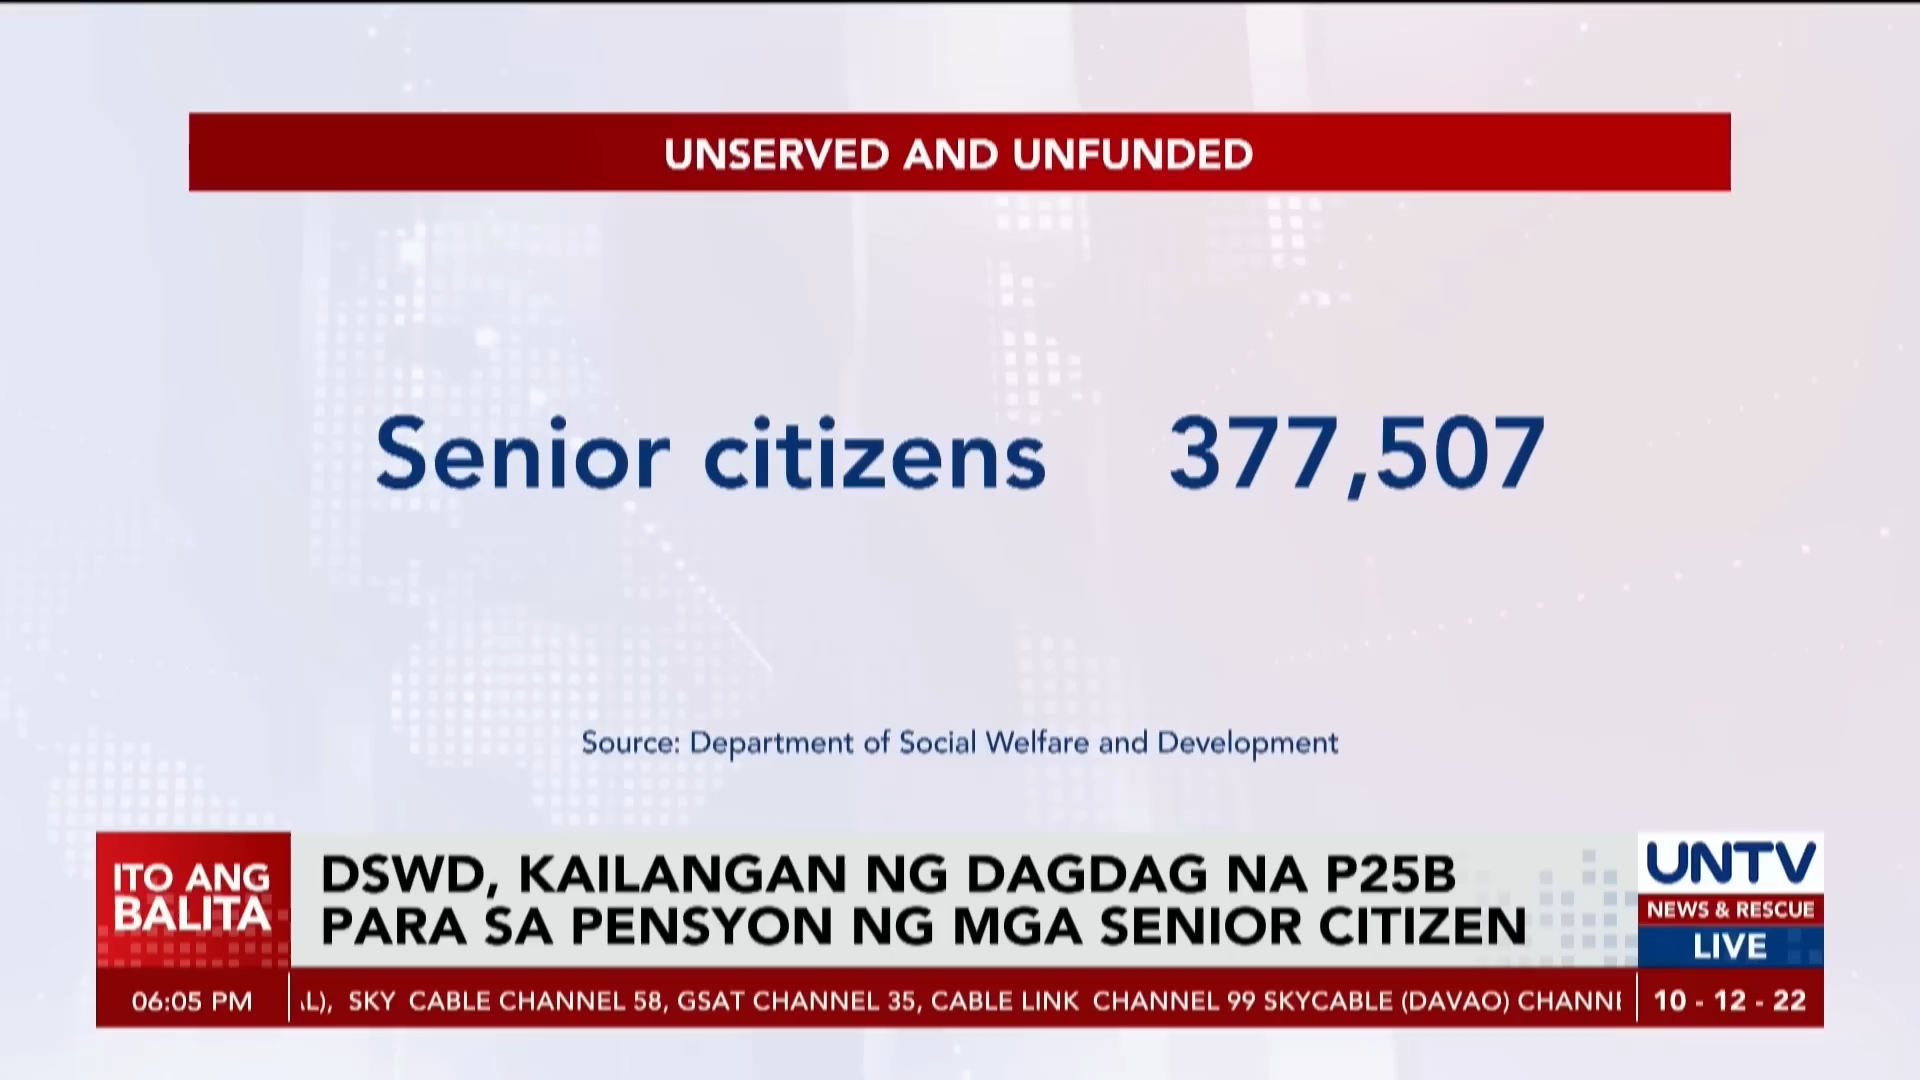 UNSERVED AND UNFUNDED
Senior citizens 377,507
Source: Department of Social Welfare and Development
ITO ANG
BALITA
DSWD, KAILANGAN NG DAGDAG NA P25B
PARA SA PENSYON NG MGA SENIOR CITIZEN
UNTV
NEWS & RESCUE
LIVE
06:05 PM
L), SKY CABLE CHANNEL 58, GSAT CHANNEL 35, CABLE LINK CHANNEL 99 SKYCABLE (DAVAO) CHANN
10 - 12 - 22